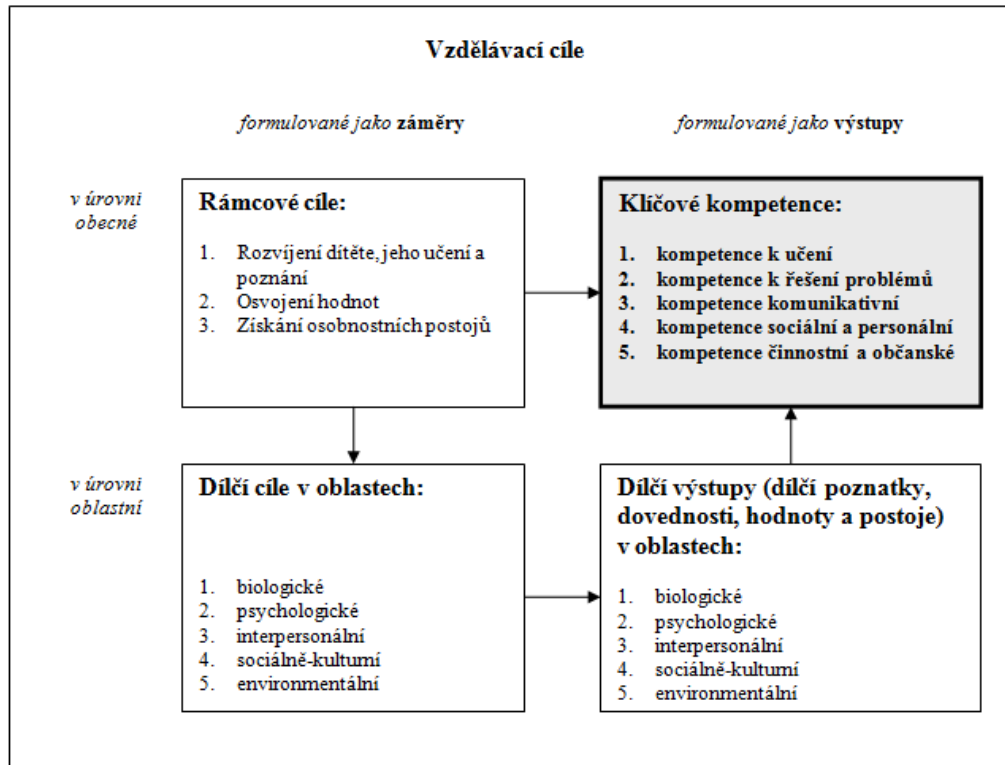 Vzdělávací cíle
formulované jako záměry
formulované jako výstupy
v úrovni
obecné
Rámcové cíle:
1. Rozvíjení dítěte, jeho učení a
poznání
2. Osvojení hodnot
3. Získání osobnostních postojů
Klíčové kompetence:
1. kompetence k učení
2. kompetence k řešení problémů
3. kompetence komunikativní
4. kompetence sociální a personální
5. kompetence činnostní a občanské
v úrovni
oblastní
Dílčí cíle v oblastech:
1. biologické
2. psychologické
3. interpersonální
4. sociálně-kulturní
5. environmentální
Dílčí výstupy (dílčí poznatky,
dovednosti, hodnoty a postoje)
v oblastech:
1. biologické
2. psychologické
3. interpersonální
4. sociálně-kulturní
5. environmentální